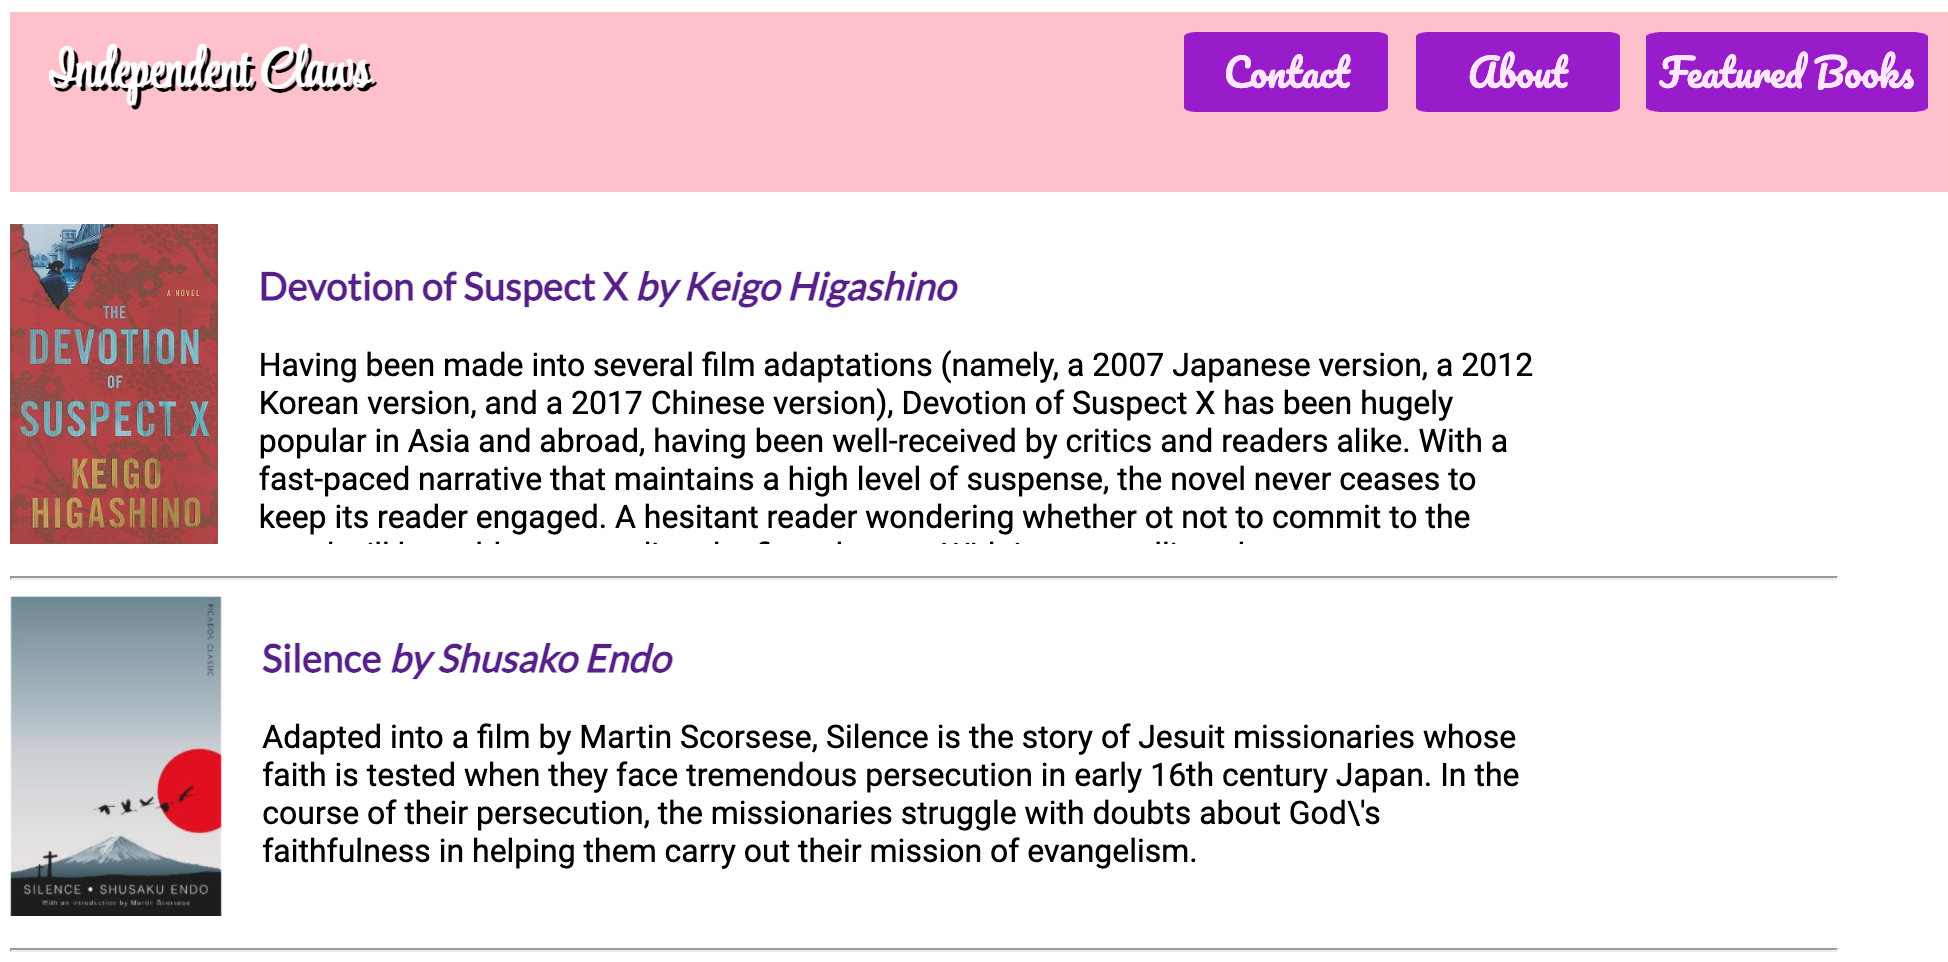 Independent Claws
Contact
About
Featured Books
A NOVEL
THE
DEVOTION
OF
SUSPECT X
KEIGO
HIGASHINO
Devotion of Suspect X by Keigo Higashino
Having been made into several film adaptations (namely, a 2007 Japanese version, a 2012
Korean version, and a 2017 Chinese version), Devotion of Suspect X has been hugely
popular in Asia and abroad, having been well-received by critics and readers alike. With a
fast-paced narrative that maintains a high level of suspense, the novel never ceases to
keep its reader engaged. A hesitant reader wondering whether ot not to commit to the
PICADOR CLASSIC
SILENCE • SHUSAKU ENDO
With an introduction by Martin Scorsese
Silence by Shusako Endo
Adapted into a film by Martin Scorsese, Silence is the story of Jesuit missionaries whose
faith is tested when they face tremendous persecution in early 16th century Japan. In the
course of their persecution, the missionaries struggle with doubts about God\'s
faithfulness in helping them carry out their mission of evangelism.